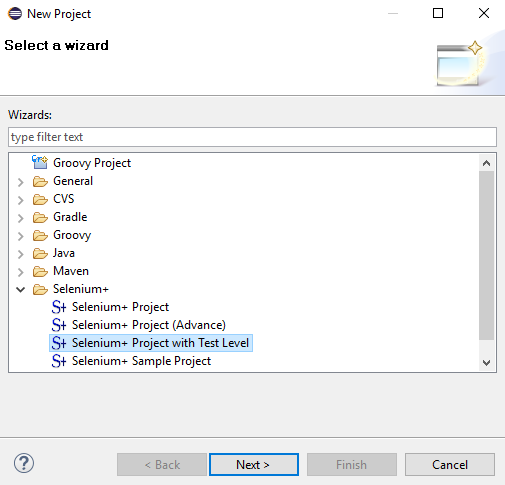 New Project
Select a wizard
Wizards:
type filter text
Groovy Project
General
CVS
Gradle
Groovy
Java
Maven
Selenium+
Selenium+ Project
Selenium+ Project (Advance)
Selenium+ Project with Test Level
Selenium+ Sample Project
< Back
Next >
Finish
Cancel